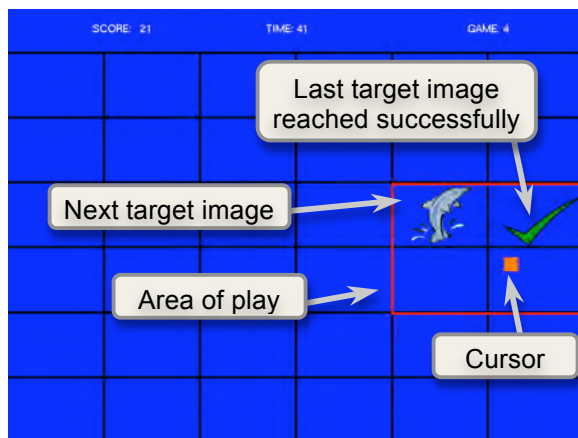 SCORE: 21
TIME: 41
GAME: 4
Last target image
reached successfully
Next target image
Area of play
Cursor